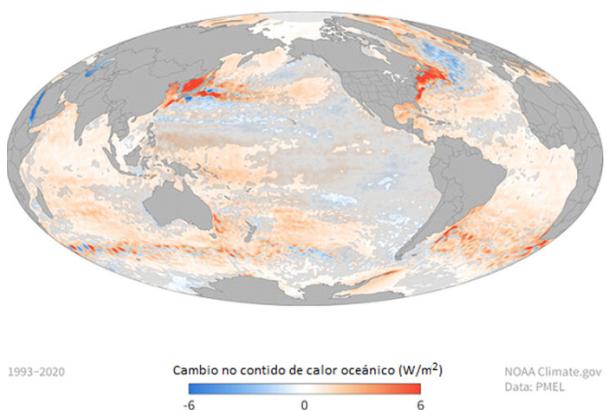 1993-2020
Cambio no contido de calor oceánico (W/m²)
NOAA Climate.gov
Data: PMEL
-6
0
6